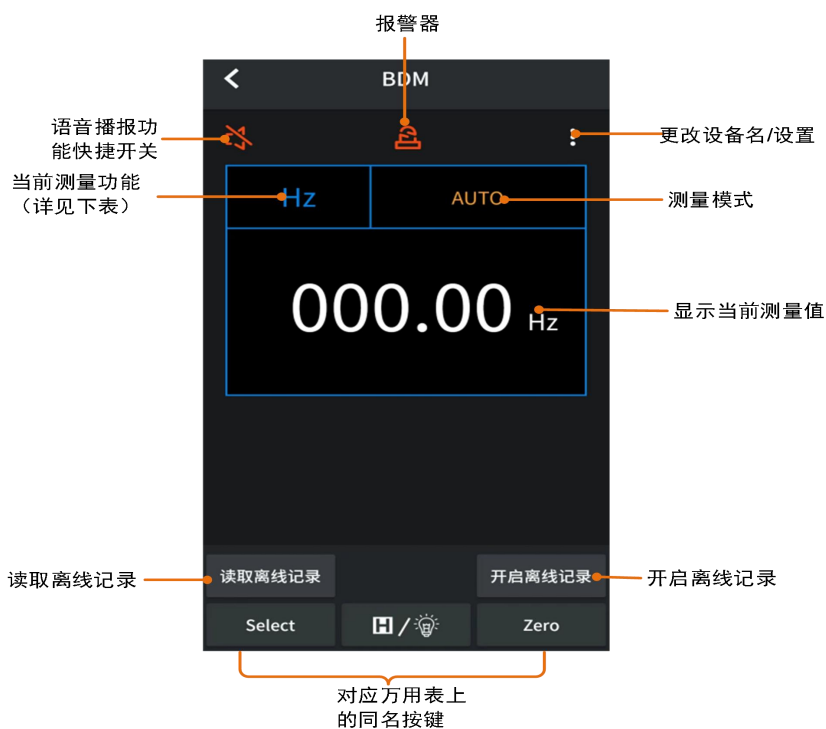 报警器
BDM
语音播报功
能快捷开关
更改设备名/设置
当前测量功能
（详见下表）
Hz
AUTO
测量模式
000.00 Hz
显示当前测量值
读取离线记录
读取离线记录
开启离线记录
开启离线记录
Select
H/
Zero
对应万用表上
的同名按键